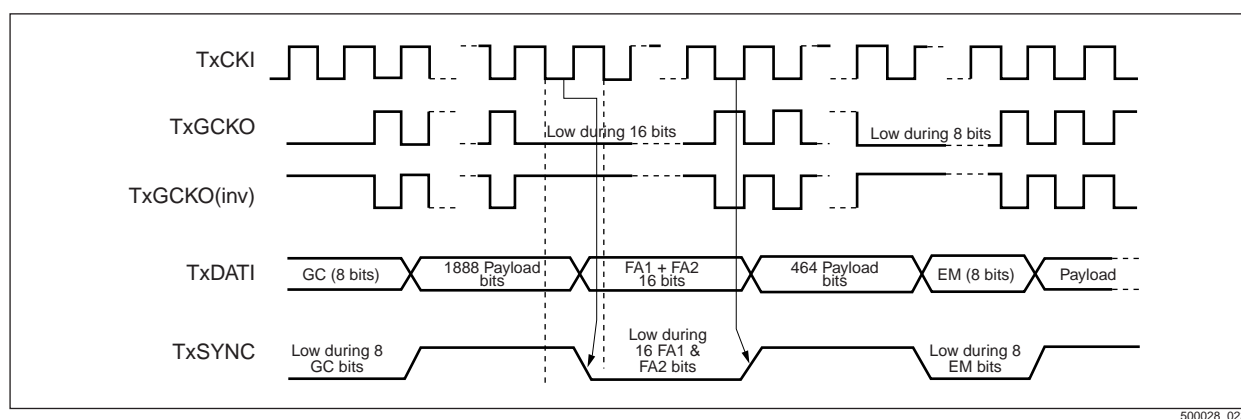 TxCKI
TxGCKO
Low during 16 bits
Low during 8 bits
TxGCKO(inv)
TxDATI
GC (8 bits)
1888 Payload
bits
FA1 + FA2
16 bits
464 Payload
bits
EM (8 bits)
Payload
TxSYNC
Low during 8
GC bits
Low during
16 FA1 &
FA2 bits
Low during 8
EM bits
500028_02